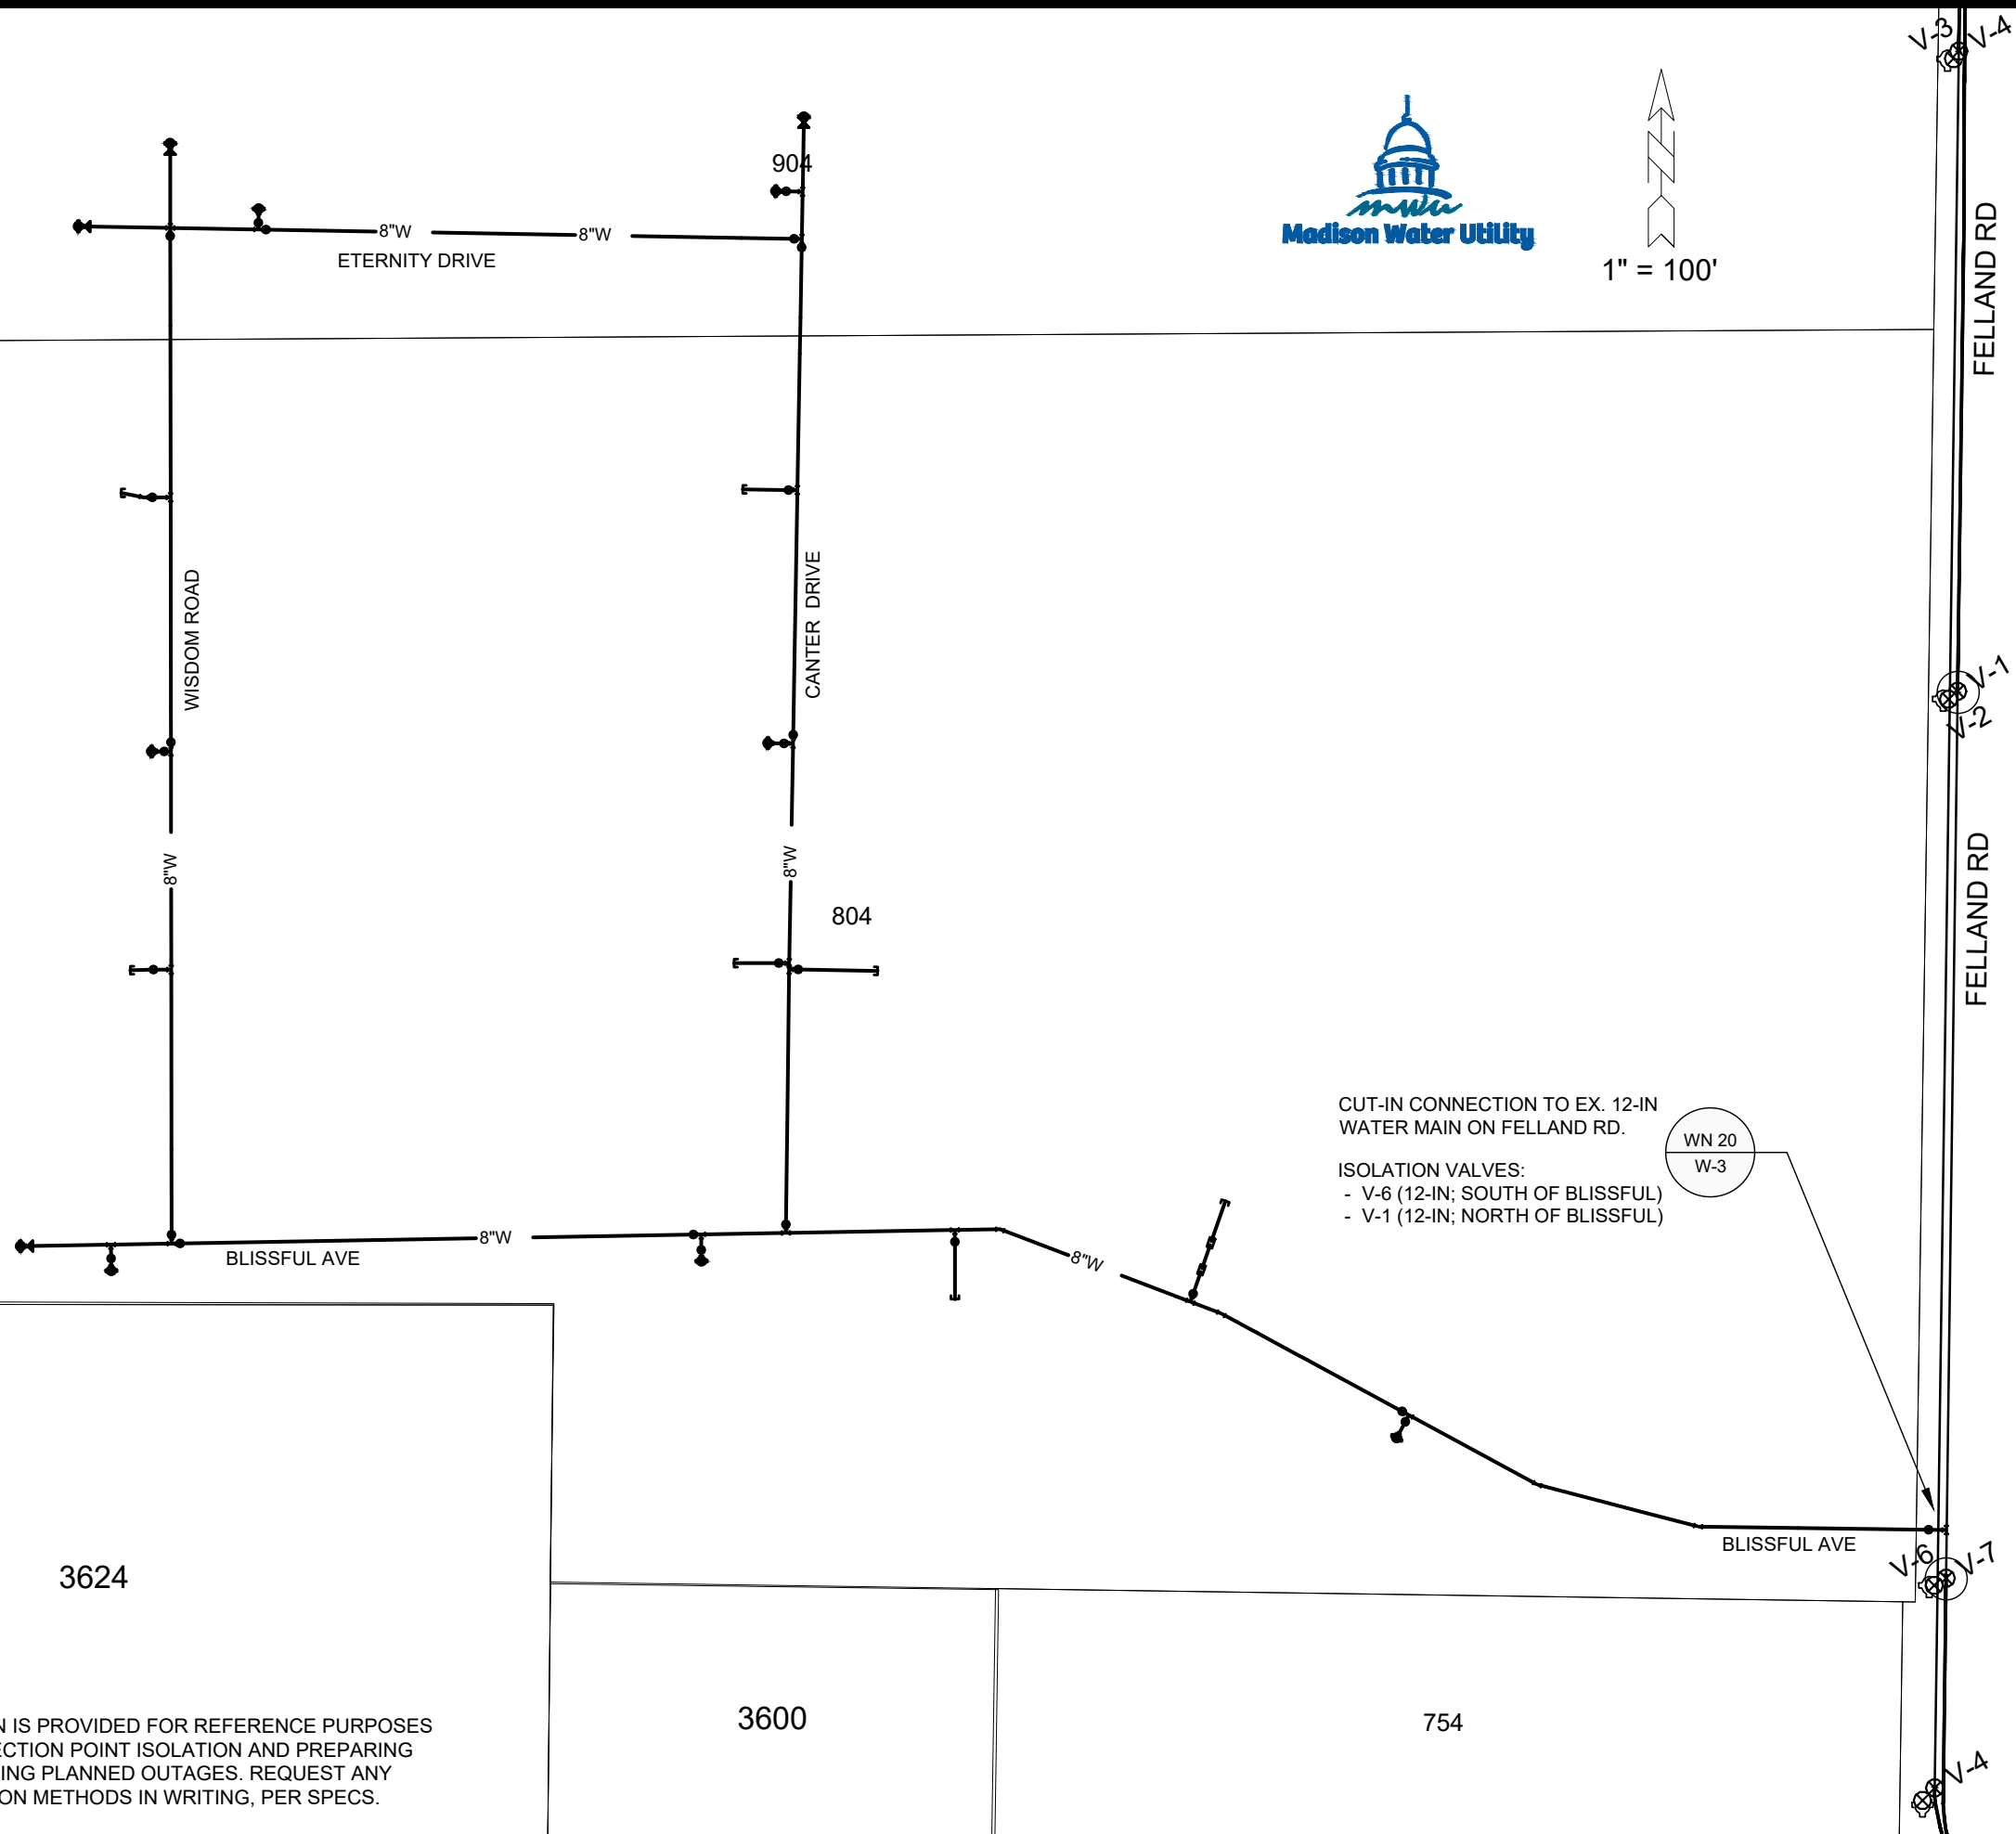 V-3
V-4
904
8"W
8"W
ETERNITY DRIVE
Madison Water Utility
N
1" = 100'
FELLAND RD
WISDOM ROAD
CANTER DRIVE
V-1
V-2
8"W
8"W
804
FELLAND RD
CUT-IN CONNECTION TO EX. 12-IN
WATER MAIN ON FELLAND RD.
WN 20
W-3
ISOLATION VALVES:
- V-6 (12-IN; SOUTH OF BLISSFUL)
- V-1 (12-IN; NORTH OF BLISSFUL)
8"W
BLISSFUL AVE
8"W
BLISSFUL AVE
V-6
V-7
3624
3600
754
N IS PROVIDED FOR REFERENCE PURPOSES
ECTION POINT ISOLATION AND PREPARING
ING PLANNED OUTAGES. REQUEST ANY
ON METHODS IN WRITING, PER SPECS.
V-4